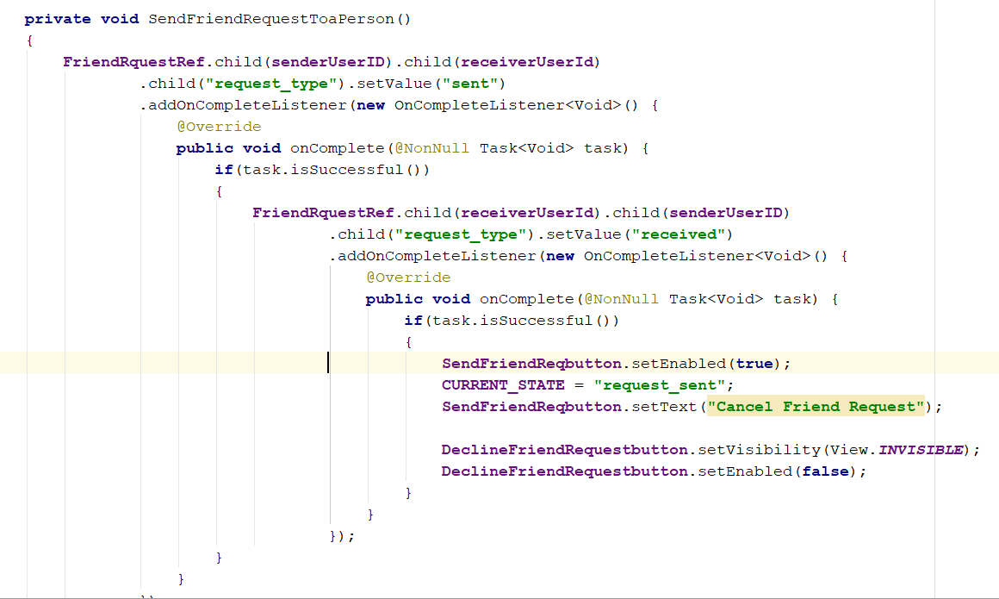 private void SendFriendRequestToaPerson()
{
FriendRquestRef.child(senderUserID).child(receiverUserId)
.child("request_type").setValue("sent")
.addOnCompleteListener(new OnCompleteListener<Void>() {
@Override
public void onComplete(@NonNull Task<Void> task) {
if(task.isSuccessful())
{
FriendRquestRef.child(receiverUserId).child(senderUserID)
.child("request_type").setValue("received")
.addOnCompleteListener(new OnCompleteListener<Void>() {
@Override
public void onComplete(@NonNull Task<Void> task) {
if(task.isSuccessful())
{
SendFriendReqbutton.setEnabled(true);
CURRENT_STATE = "request_sent";
SendFriendReqbutton.setText("Cancel Friend Request");
DeclineFriendRequestbutton.setVisibility(View.INVISIBLE);
DeclineFriendRequestbutton.setEnabled(false);
}
}
});
}
}